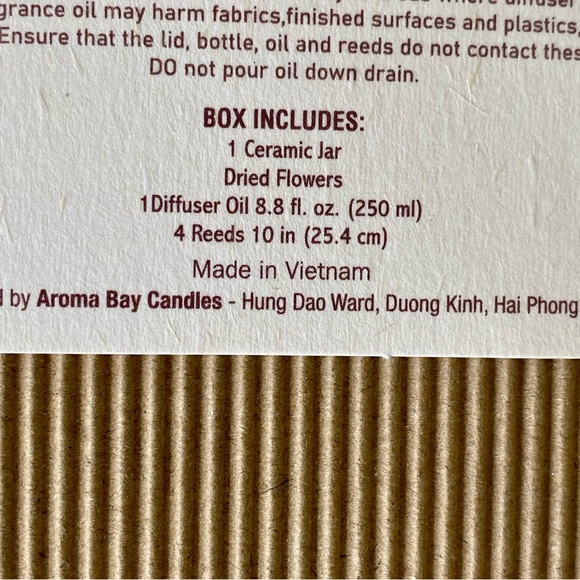 grance oil may harm fabrics,finished surfaces and plastics,
Ensure that the lid, bottle, oil and reeds do not contact thes
DO not pour oil down drain.
BOX INCLUDES:
1 Ceramic Jar
Dried Flowers
1Diffuser Oil 8.8 fl. oz. (250 ml)
4 Reeds 10 in (25.4 cm)
Made in Vietnam
d by Aroma Bay Candles - Hung Dao Ward, Duong Kinh, Hai Phong